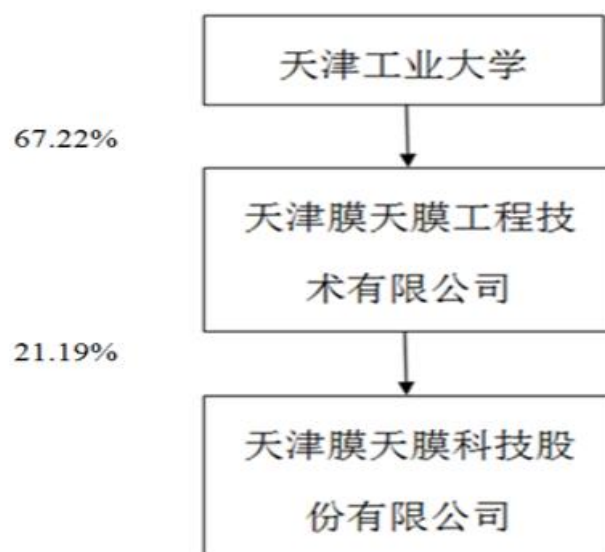 天津工业大学
67.22%
天津膜天膜工程技
术有限公司
21.19%
天津膜天膜科技股
份有限公司